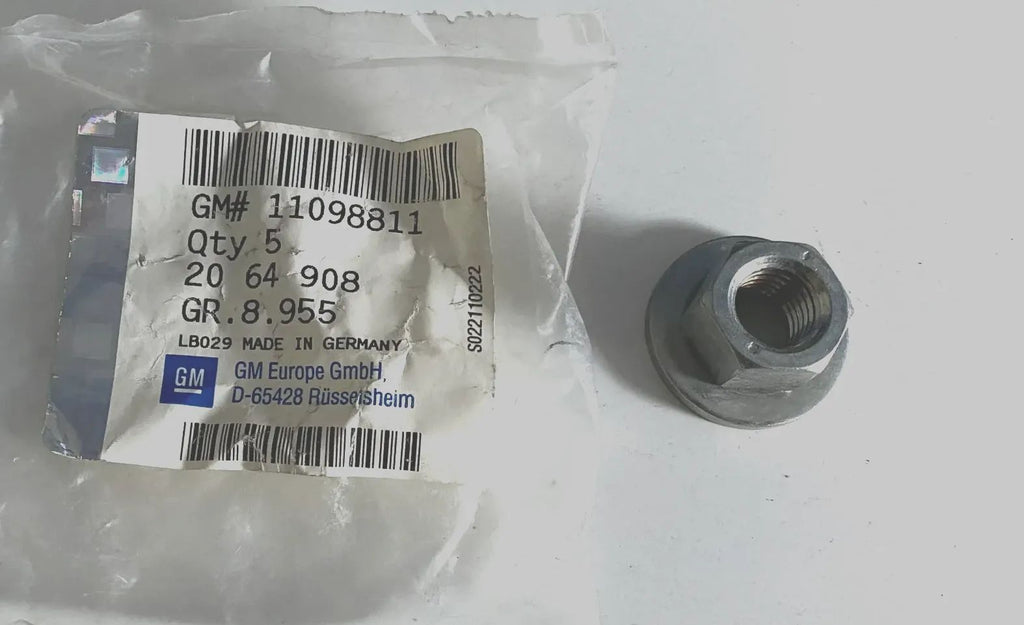 GM# 11098811
Qty 5
20 64 908
GR.8.955
LB029 MADE IN GERMANY
GM
GM Europe GmbH,
D-65428 Rüsselsheim
S022110222